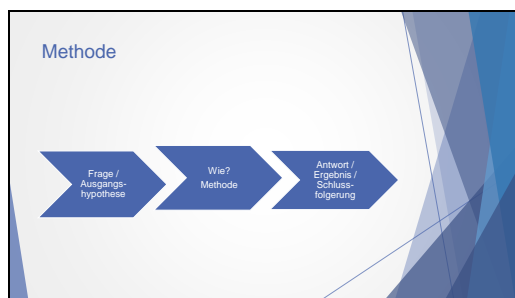 Methode
Frage /
Ausgangs-
hypothese
Wie?
Methode
Antwort /
Ergebnis /
Schluss-
folgerung